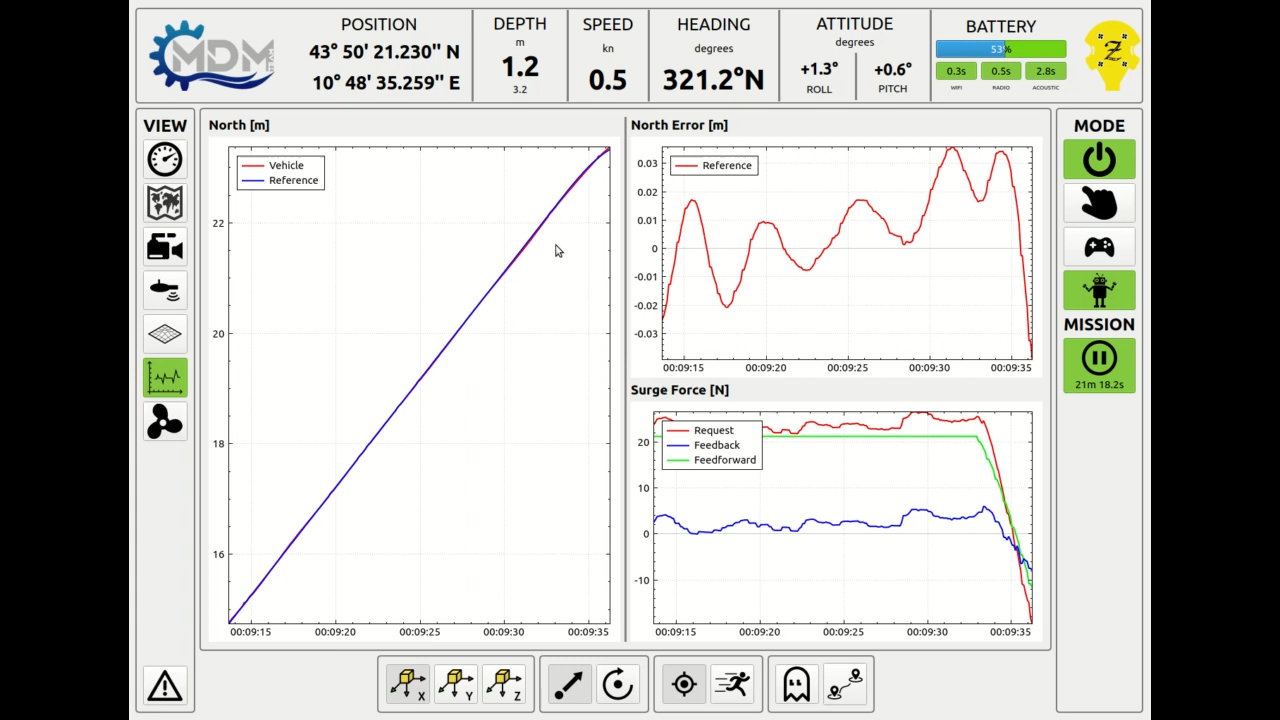 MDM
TEAM
POSITION
43° 50' 21.230'' N
10° 48' 35.259'' E
DEPTH
m
1.2
3.2
SPEED
kn
0.5
HEADING
degrees
321.2°N
ATTITUDE
degrees
+1.3°
ROLL
+0.6°
PITCH
BATTERY
53%
0.3s
0.5s
2.8s
WIFI
RADIO
ACOUSTIC
Z
VIEW
North [m]
Vehicle
Reference
22
20
18
16
00:09:15
00:09:20
00:09:25
00:09:30
00:09:35
North Error [m]
Reference
0.03
0.02
0.01
0
-0.01
-0.02
-0.03
00:09:15
00:09:20
00:09:25
00:09:30
00:09:35
Surge Force [N]
Request
Feedback
Feedforward
20
10
0
-10
00:09:15
00:09:20
00:09:25
00:09:30
00:09:35
MODE
MISSION
21m 18.2s
X
Y
Z